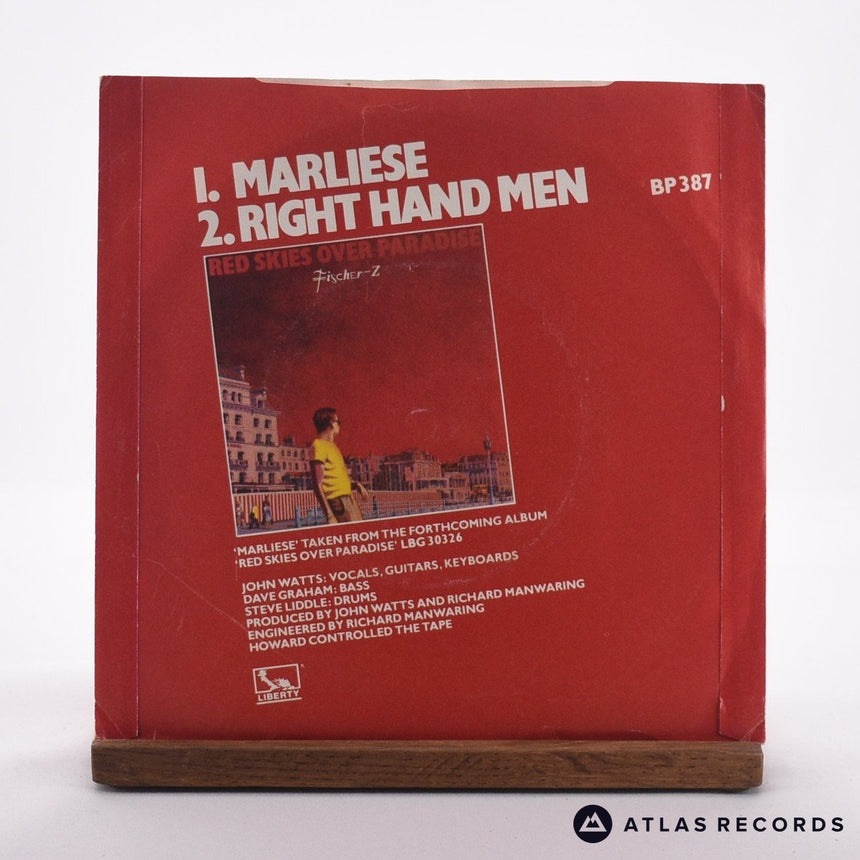 1. MARLIESE
2. RIGHT HAND MEN
BP 387
RED SKIES OVER PARADISE
Fischer-Z
'MARLIESE' TAKEN FROM THE FORTHCOMING ALBUM
'RED SKIES OVER PARADISE' LBG 30326
JOHN WATTS: VOCALS, GUITARS, KEYBOARDS
DAVE GRAHAM: BASS
STEVE LIDDLE: DRUMS
PRODUCED BY JOHN WATTS AND RICHARD MANWARING
ENGINEERED BY RICHARD MANWARING
HOWARD CONTROLLED THE TAPE
LIBERTY
ATLAS RECORDS